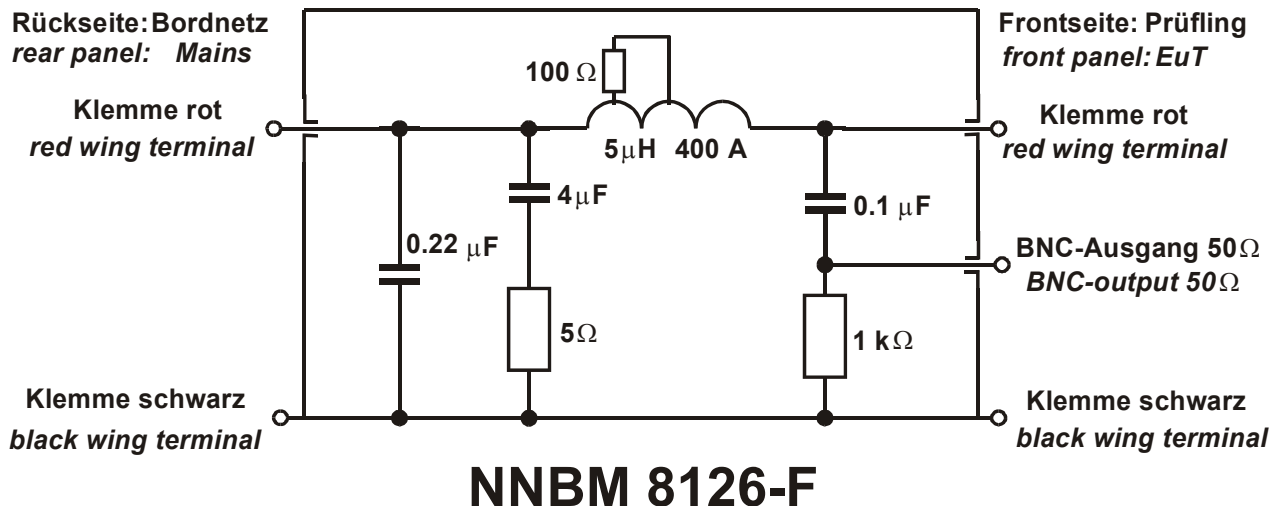 Rückseite:Bordnetz
rear panel: Mains
Frontseite: Prüfling
front panel: EuT
100 Ω
Klemme rot
red wing terminal
5μH 400 A
Klemme rot
red wing terminal
4μF
0.1 μF
0.22 μF
BNC-Ausgang 50Ω
BNC-output 50Ω
5Ω
1 kΩ
Klemme schwarz
black wing terminal
Klemme schwarz
black wing terminal
NNBM 8126-F